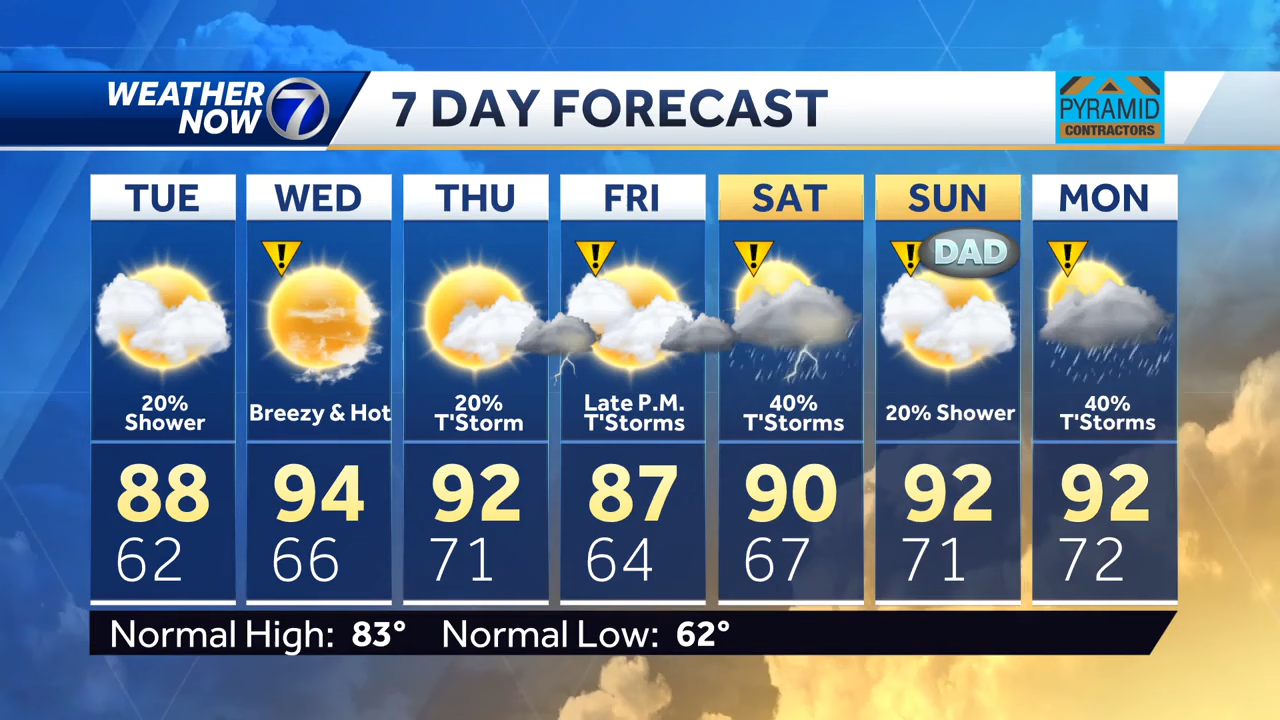 WEATHER
NOW
7
7 DAY FORECAST
PYRAMID
CONTRACTORS
TUE
WED
THU
FRI
SAT
SUN
MON
!
!
!
!
DAD
!
20%
Shower
Breezy & Hot
20%
T'Storm
Late P.M.
T'Storms
40%
T'Storms
20% Shower
40%
T'Storms
88
94
92
87
90
92
92
62
66
71
64
67
71
72
Normal High: 83° Normal Low: 62°